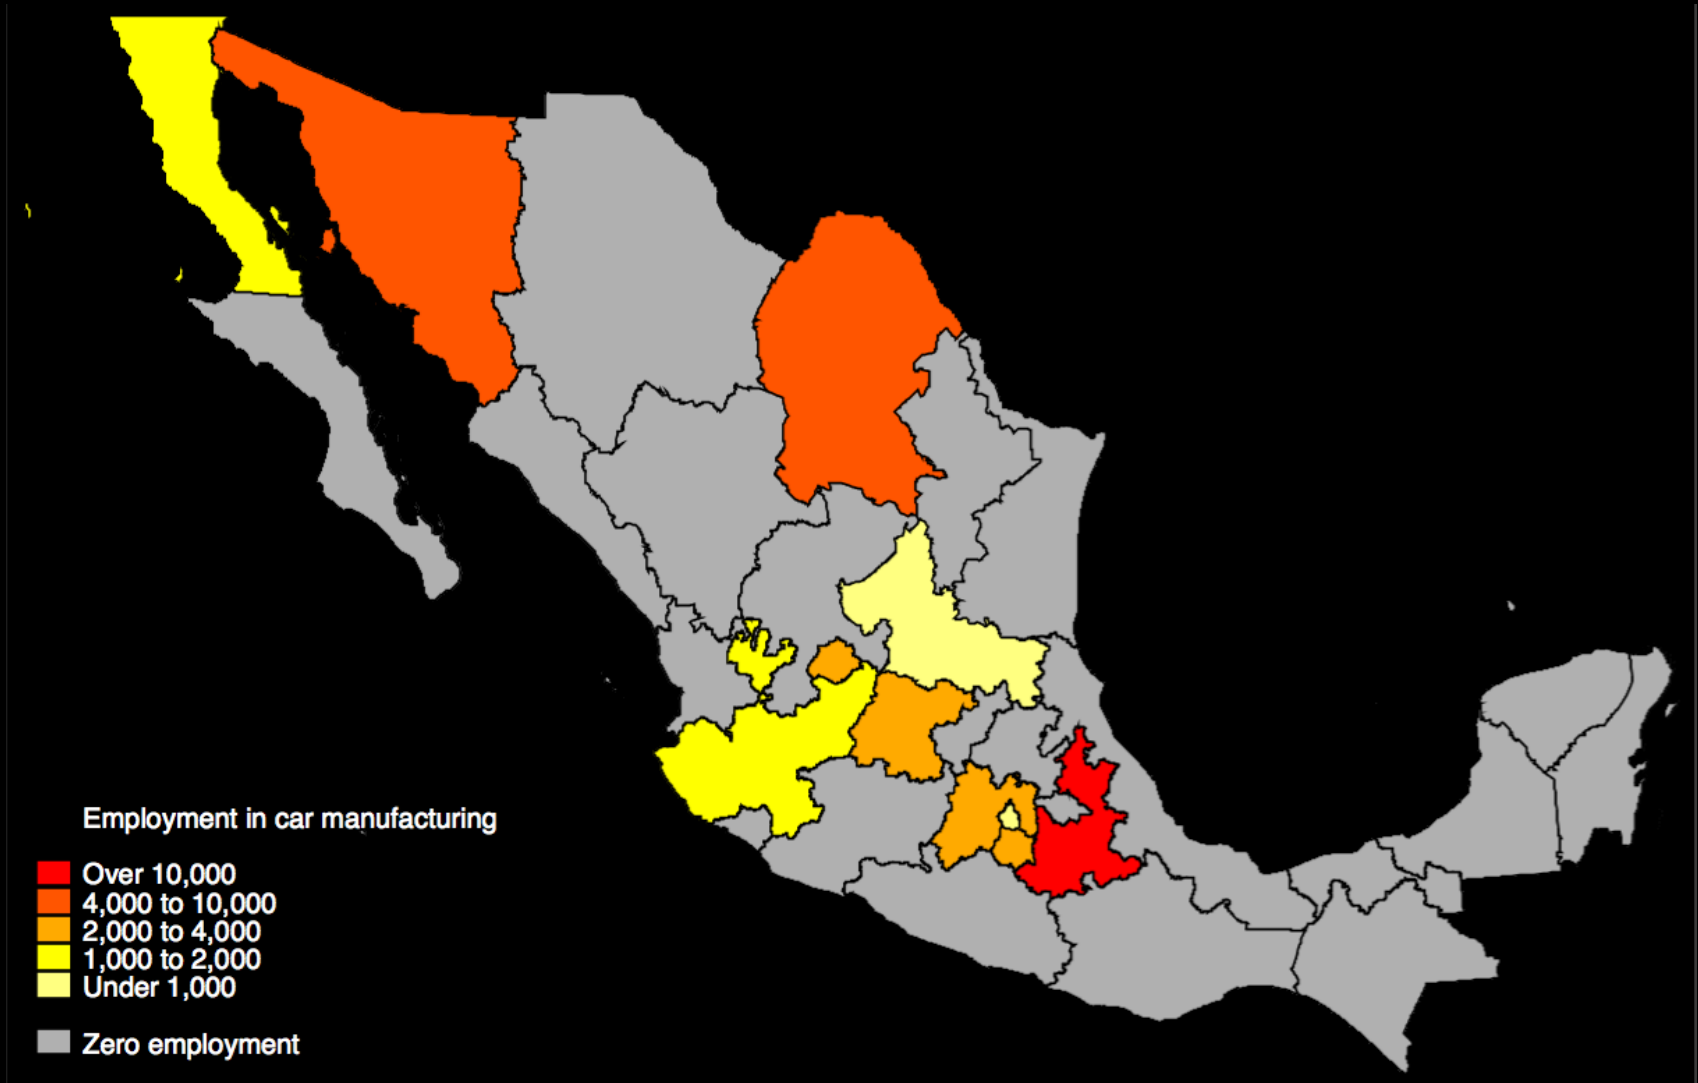 Employment in car manufacturing
Over 10,000
4,000 to 10,000
2,000 to 4,000
1,000 to 2,000
Under 1,000
Zero employment